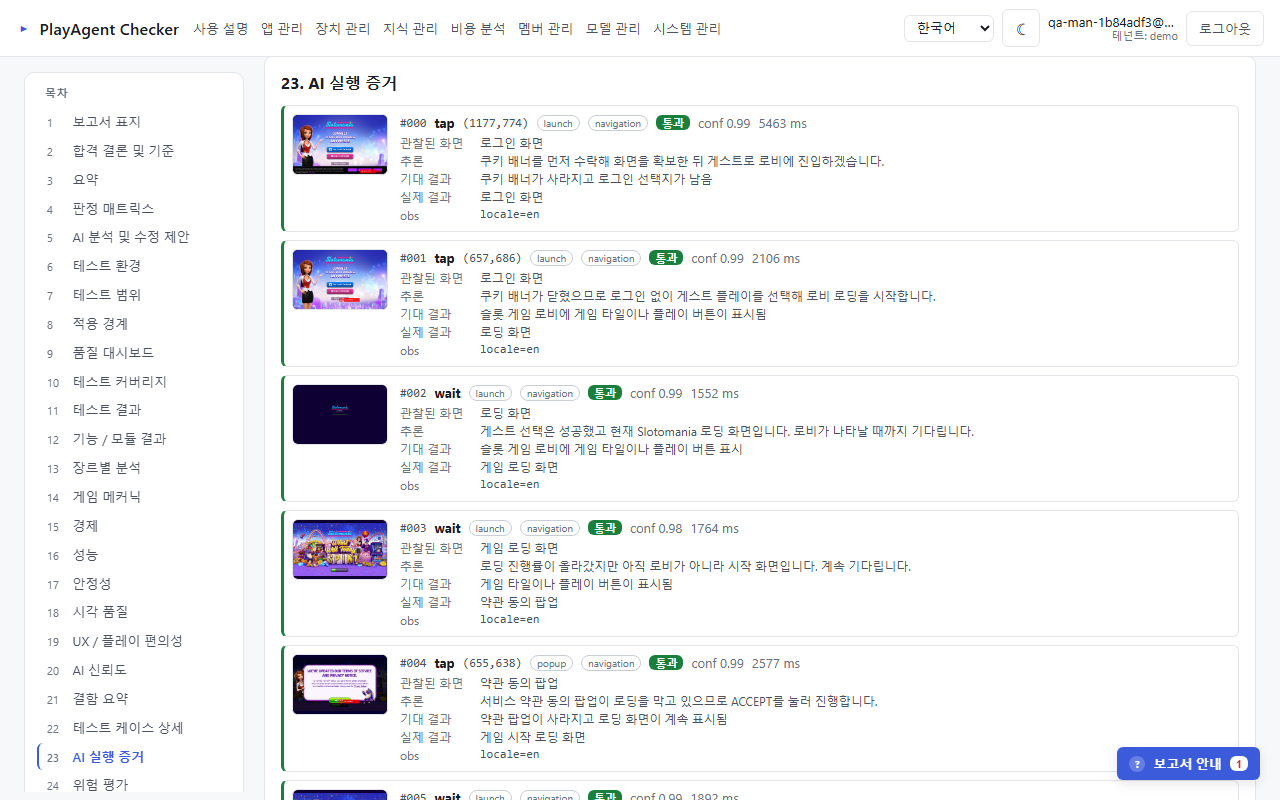 ▸ PlayAgent Checker 사용 설명 앱 관리 장치 관리 지식 관리 비용 분석 멤버 관리 모델 관리 시스템 관리 한국어 ☾ qa-man-1b84adf3@... 테넌트: demo 로그아웃
목차
1 보고서 표지
2 합격 결론 및 기준
3 요약
4 판정 매트릭스
5 AI 분석 및 수정 제안
6 테스트 환경
7 테스트 범위
8 적용 경계
9 품질 대시보드
10 테스트 커버리지
11 테스트 결과
12 기능 / 모듈 결과
13 장르별 분석
14 게임 메커닉
15 경제
16 성능
17 안정성
18 시각 품질
19 UX / 플레이 편의성
20 AI 신뢰도
21 결함 요약
22 테스트 케이스 상세
23 AI 실행 증거
24 위험 평가
23. AI 실행 증거
#000 tap (1177,774) launch navigation 통과 conf 0.99 5463 ms
관찰된 화면 로그인 화면
추론 쿠키 배너를 먼저 수락해 화면을 확보한 뒤 게스트로 로비에 진입하겠습니다.
기대 결과 쿠키 배너가 사라지고 로그인 선택지가 남음
실제 결과 로그인 화면
obs locale=en
#001 tap (657,686) launch navigation 통과 conf 0.99 2106 ms
관찰된 화면 로그인 화면
추론 쿠키 배너가 닫혔으므로 로그인 없이 게스트 플레이를 선택해 로비 로딩을 시작합니다.
기대 결과 슬롯 게임 로비에 게임 타일이나 플레이 버튼이 표시됨
실제 결과 로딩 화면
obs locale=en
#002 wait launch navigation 통과 conf 0.99 1552 ms
관찰된 화면 로딩 화면
추론 게스트 선택은 성공했고 현재 Slotomania 로딩 화면입니다. 로비가 나타날 때까지 기다립니다.
기대 결과 슬롯 게임 로비에 게임 타일이나 플레이 버튼 표시
실제 결과 게임 로딩 화면
obs locale=en
#003 wait launch navigation 통과 conf 0.98 1764 ms
관찰된 화면 게임 로딩 화면
추론 로딩 진행률이 올라갔지만 아직 로비가 아니라 시작 화면입니다. 계속 기다립니다.
기대 결과 게임 타일이나 플레이 버튼이 표시됨
실제 결과 약관 동의 팝업
obs locale=en
#004 tap (655,638) popup navigation 통과 conf 0.99 2577 ms
관찰된 화면 약관 동의 팝업
추론 서비스 약관 동의 팝업이 로딩을 막고 있으므로 ACCEPT를 눌러 진행합니다.
기대 결과 약관 팝업이 사라지고 로딩 화면이 계속 표시됨
실제 결과 게임 시작 로딩 화면
obs locale=en
#005 wait launch navigation 통과 conf 0.99 1892 ms
? 보고서 안내 1